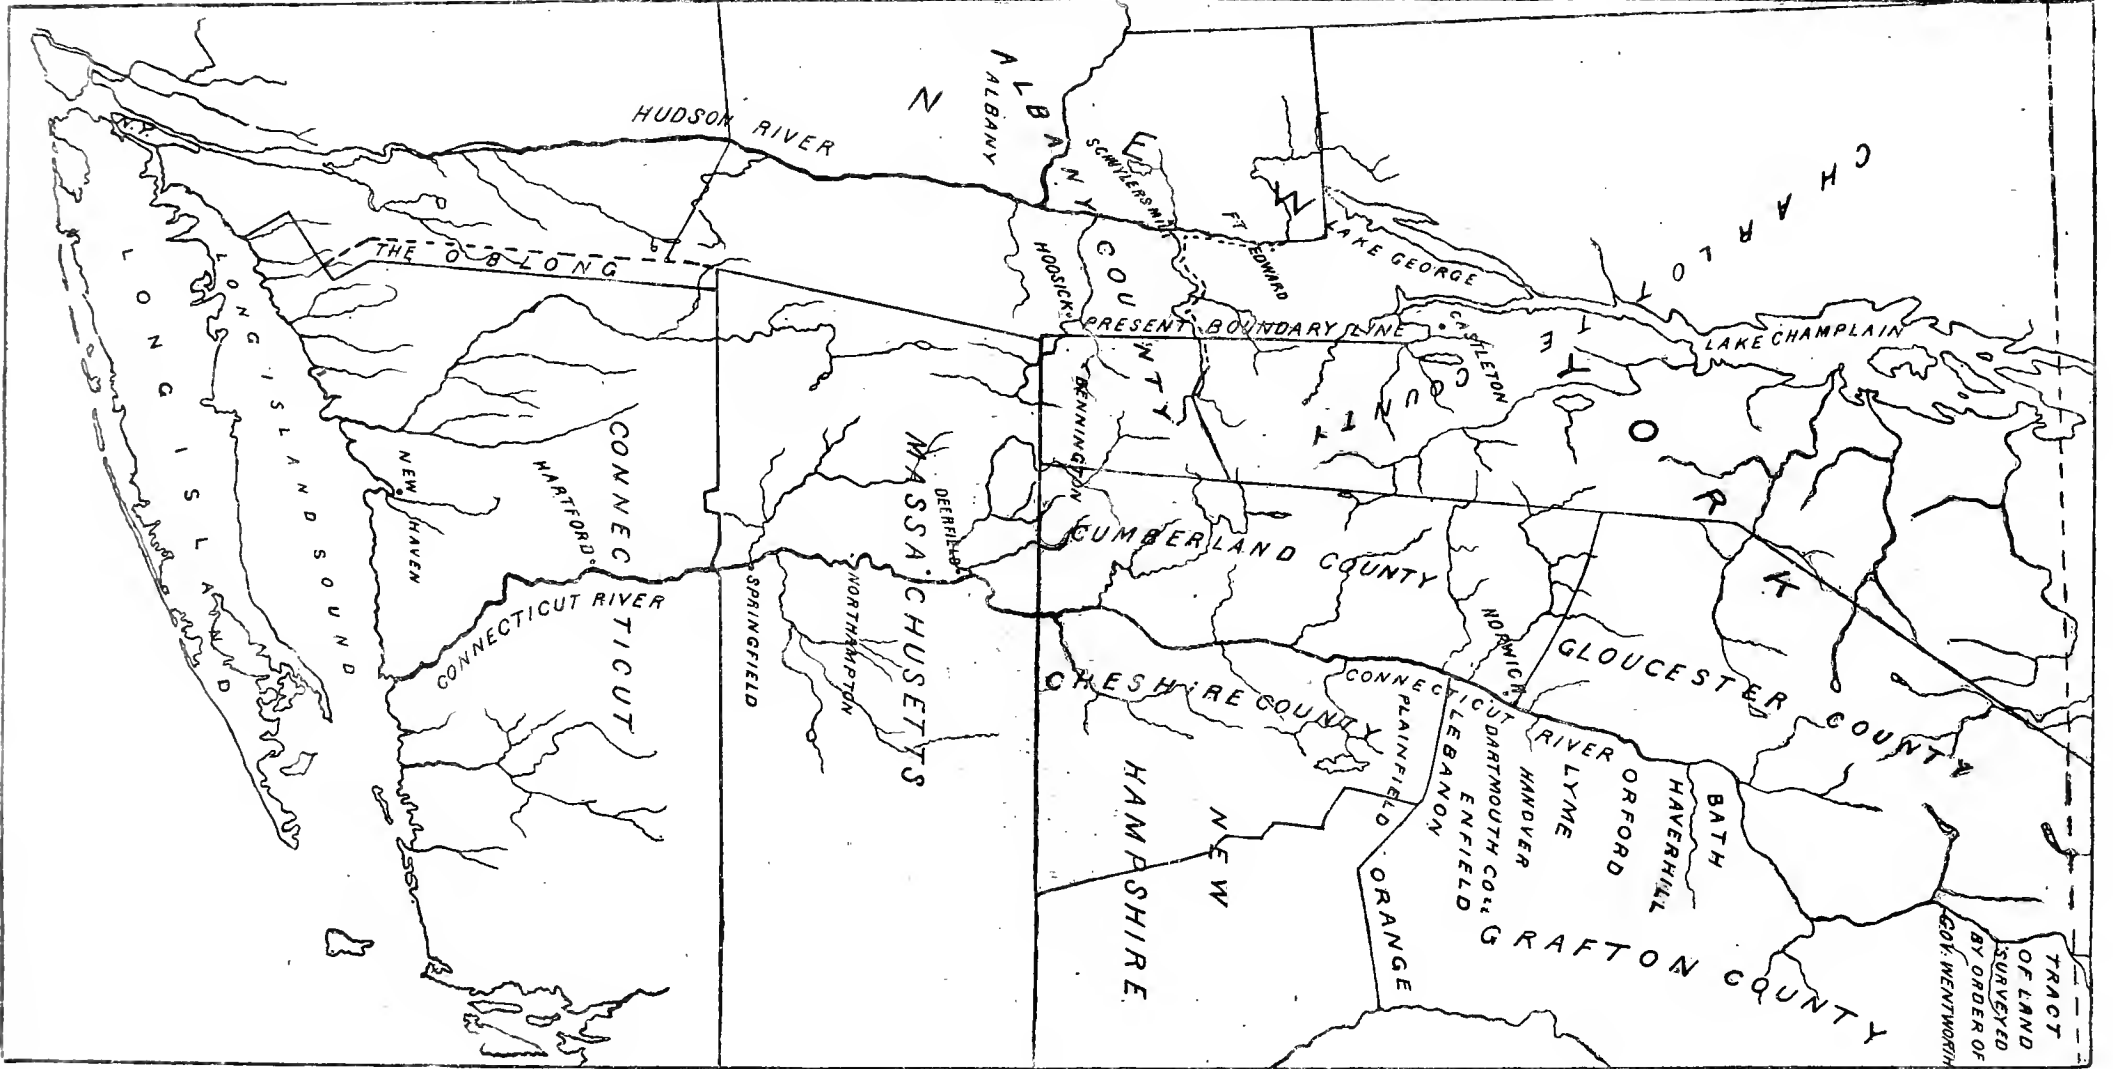 HUDSON RIVER
N.Y.
THE OBLONG
LONG ISLAND
LONG ISLAND SOUND
NEW HAVEN
HARTFORD
CONNECTICUT
CONNECTICUT RIVER
SPRINGFIELD
NORTHAMPTON
DEERFIELD
MASSACHUSETTS
ALBANY
ALBANY COUNTY
NEW YORK
HOOSICK
FT EDWARD
LAKE GEORGE
CHARLOTTE COUNTY
LAKE CHAMPLAIN
PRESENT BOUNDARY LINE
CASTLETON
BENNINGTON
CUMBERLAND COUNTY
NORWICH
GLOUCESTER COUNTY
CHESHIRE COUNTY
CONNECTICUT RIVER
PLAINFIELD
LEBANON
ENFIELD
DARTMOUTH COLL
HANOVER
LYME
ORFORD
HAVERHILL
BATH
NEW
HAMPSHIRE
ORANGE
GRAFTON COUNTY
TRACT
OF LAND
SURVEYED
BY ORDER OF
GOV. WENTWORTH